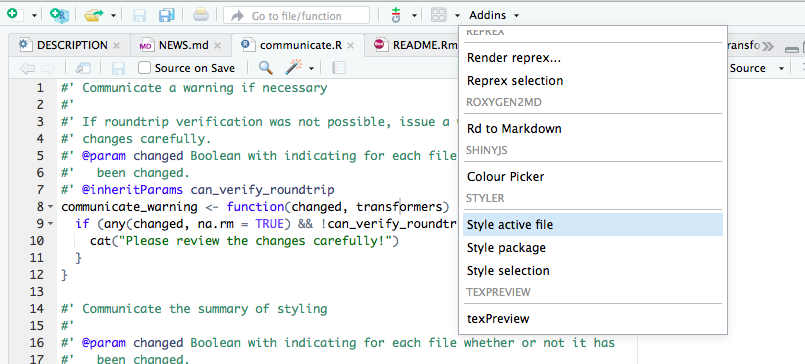 Go to file/function
Addins
DESCRIPTION
NEWS.md
communicate.R
README.Rm
ransfo
Source on Save
Source
REPREX
Render reprex...
Reprex selection
ROXYGEN2MD
Rd to Markdown
SHINYJS
Colour Picker
STYLER
Style active file
Style package
Style selection
TEXPREVIEW
texPreview
1 #' Communicate a warning if necessary
2 #'
3 #' If roundtrip verification was not possible, issue a w
4 #' changes carefully.
5 #' @param changed Boolean with indicating for each file
6 #'   been changed.
7 #' @inheritParams can_verify_roundtrip
8 communicate_warning <- function(changed, transformers)
9   if (any(changed, na.rm = TRUE) && !can_verify_roundtr
10     cat("Please review the changes carefully!")
11   }
12 }
13
14 #' Communicate the summary of styling
15 #'
16 #' @param changed Boolean with indicating for each file whether or not it has
17 #'   been changed.